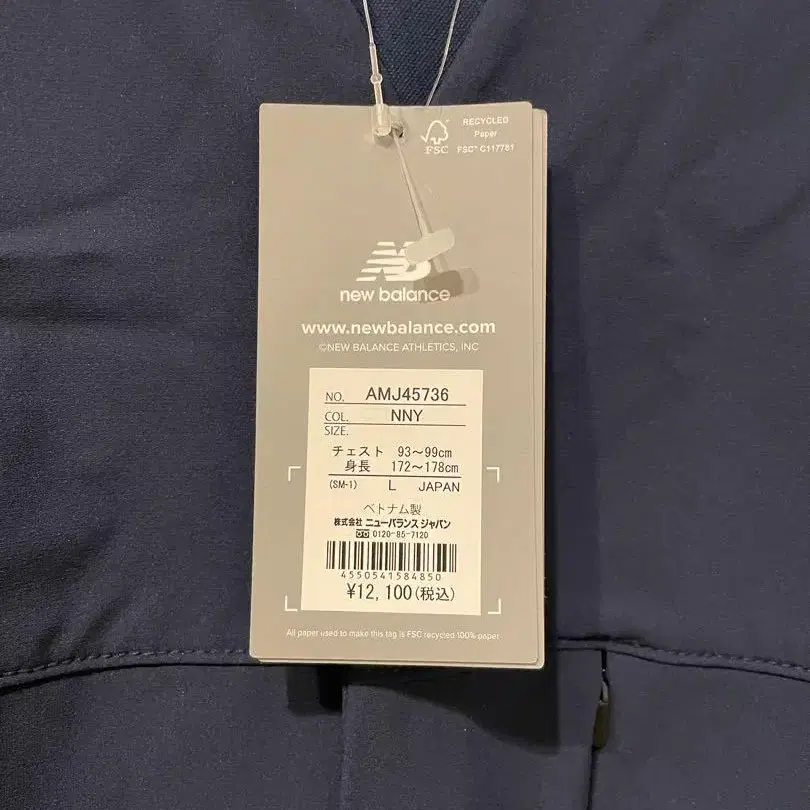 RECYCLED
Paper
FSC® C117781
FSC
new balance
www.newbalance.com
©NEW BALANCE ATHLETICS, INC
NO. AMJ45736
COL. NNY
SIZE.
チェスト 93～99cm
身長 172～178cm
(SM-1) L JAPAN
ベトナム製
株式会社 ニューバランス ジャパン
0120-85-7120
4550541584850
¥12,100(税込)
All paper used to make this tag is FSC recycled 100% paper